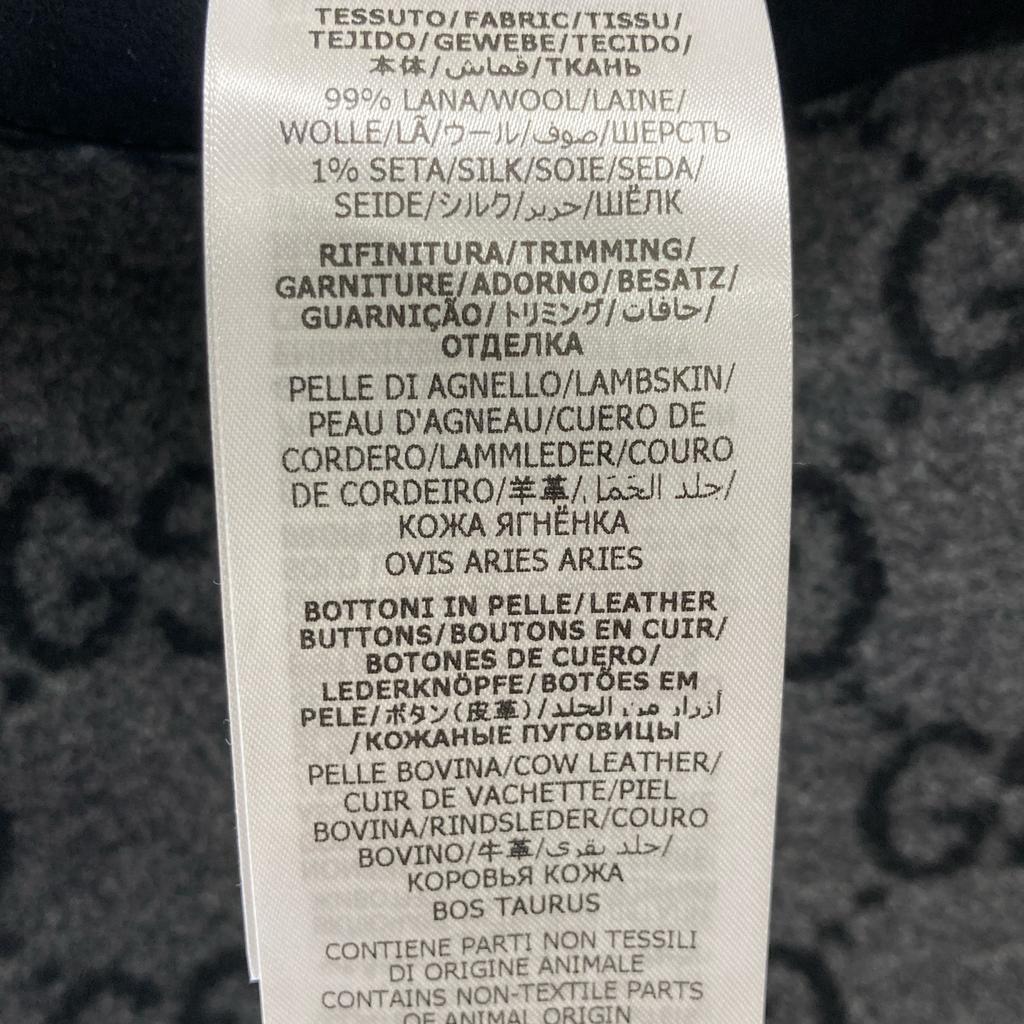 TESSUTO/FABRIC/TISSU/
TEJIDO/GEWEBE/TECIDO/
本体/قماش/ТКАНЬ
99% LANA/WOOL/LAINE/
WOLLE/LÃ/ウール/صوف/ШЕРСТЬ
1% SETA/SILK/SOIE/SEDA/
SEIDE/シルク/حرير/ШЁЛК
RIFINITURA/TRIMMING/
GARNITURE/ADORNO/BESATZ/
GUARNIÇÃO/トリミング/حافات/
ОТДЕЛКА
PELLE DI AGNELLO/LAMBSKIN/
PEAU D'AGNEAU/CUERO DE
CORDERO/LAMMLEDER/COURO
DE CORDEIRO/羊革/جلد /
КОЖА ЯГНЁНКА
OVIS ARIES ARIES
BOTTONI IN PELLE/LEATHER
BUTTONS/BOUTONS EN CUIR/
BOTONES DE CUERO/
LEDERKNÖPFE/BOTÕES EM
PELE/ボタン(皮革)/أزرار من الجلد
/КОЖАНЫЕ ПУГОВИЦЫ
PELLE BOVINA/COW LEATHER/
CUIR DE VACHETTE/PIEL
BOVINA/RINDSLEDER/COURO
BOVINO/牛革/جلد بقري/
КОРОВЬЯ КОЖА
BOS TAURUS
CONTIENE PARTI NON TESSILI
DI ORIGINE ANIMALE
CONTAINS NON-TEXTILE PARTS
OF ANIMAL ORIGIN